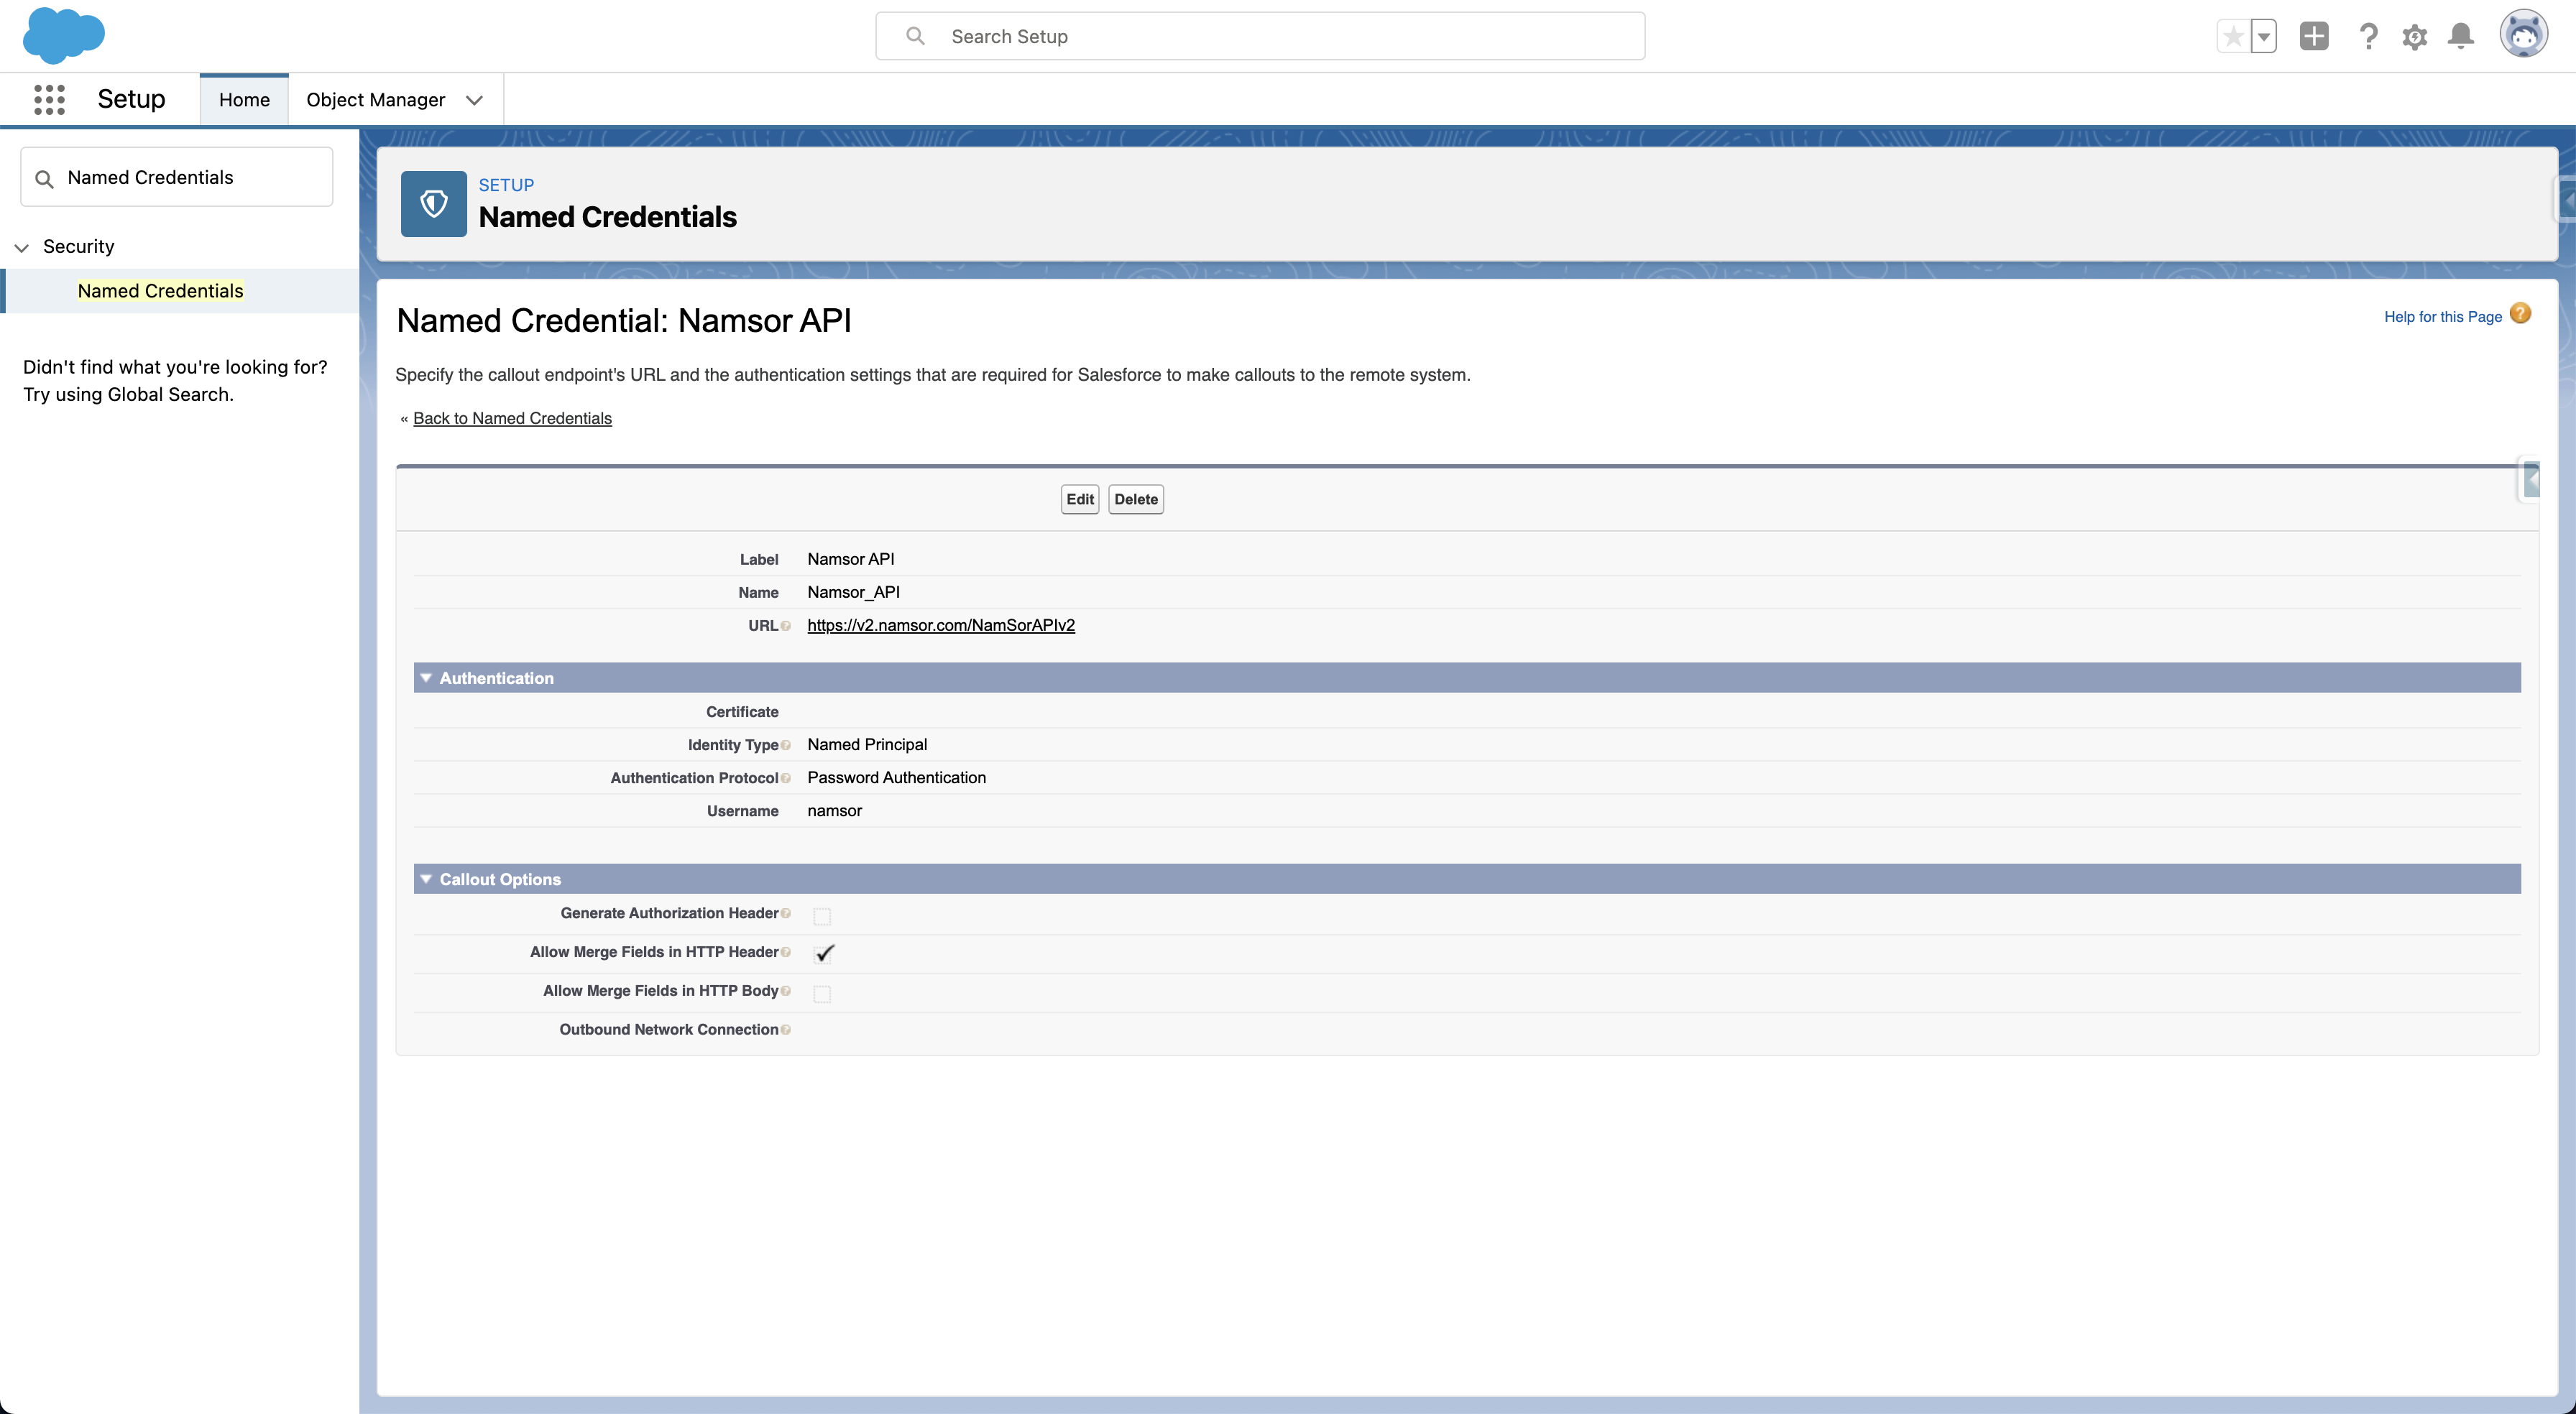 Search Setup
Setup
Home
Object Manager
Named Credentials
Security
Named Credentials
Didn't find what you're looking for?
Try using Global Search.
SETUP
Named Credentials
Named Credential: Namsor API
Help for this Page
Specify the callout endpoint's URL and the authentication settings that are required for Salesforce to make callouts to the remote system.
« Back to Named Credentials
Edit Delete
Label Namsor API
Name Namsor_API
URL https://v2.namsor.com/NamSorAPIv2
Authentication
Certificate
Identity Type Named Principal
Authentication Protocol Password Authentication
Username namsor
Callout Options
Generate Authorization Header
Allow Merge Fields in HTTP Header
Allow Merge Fields in HTTP Body
Outbound Network Connection